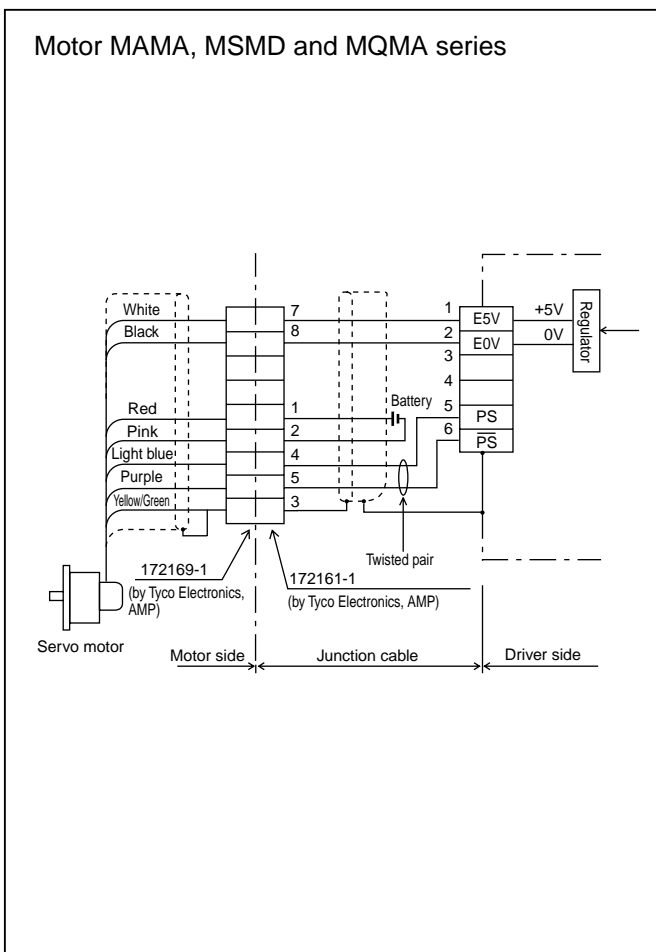 Motor MAMA, MSMD and MQMA series
White
Black
Red
Pink
Light blue
Purple
Yellow/Green
7
8
1
2
4
5
3
Battery
Twisted pair
1
2
3
4
5
6
E5V
E0V
PS
P̅S̅
+5V
0V
Regulator
172169-1
(by Tyco Electronics,
AMP)
172161-1
(by Tyco Electronics, AMP)
Servo motor
Motor side
Junction cable
Driver side